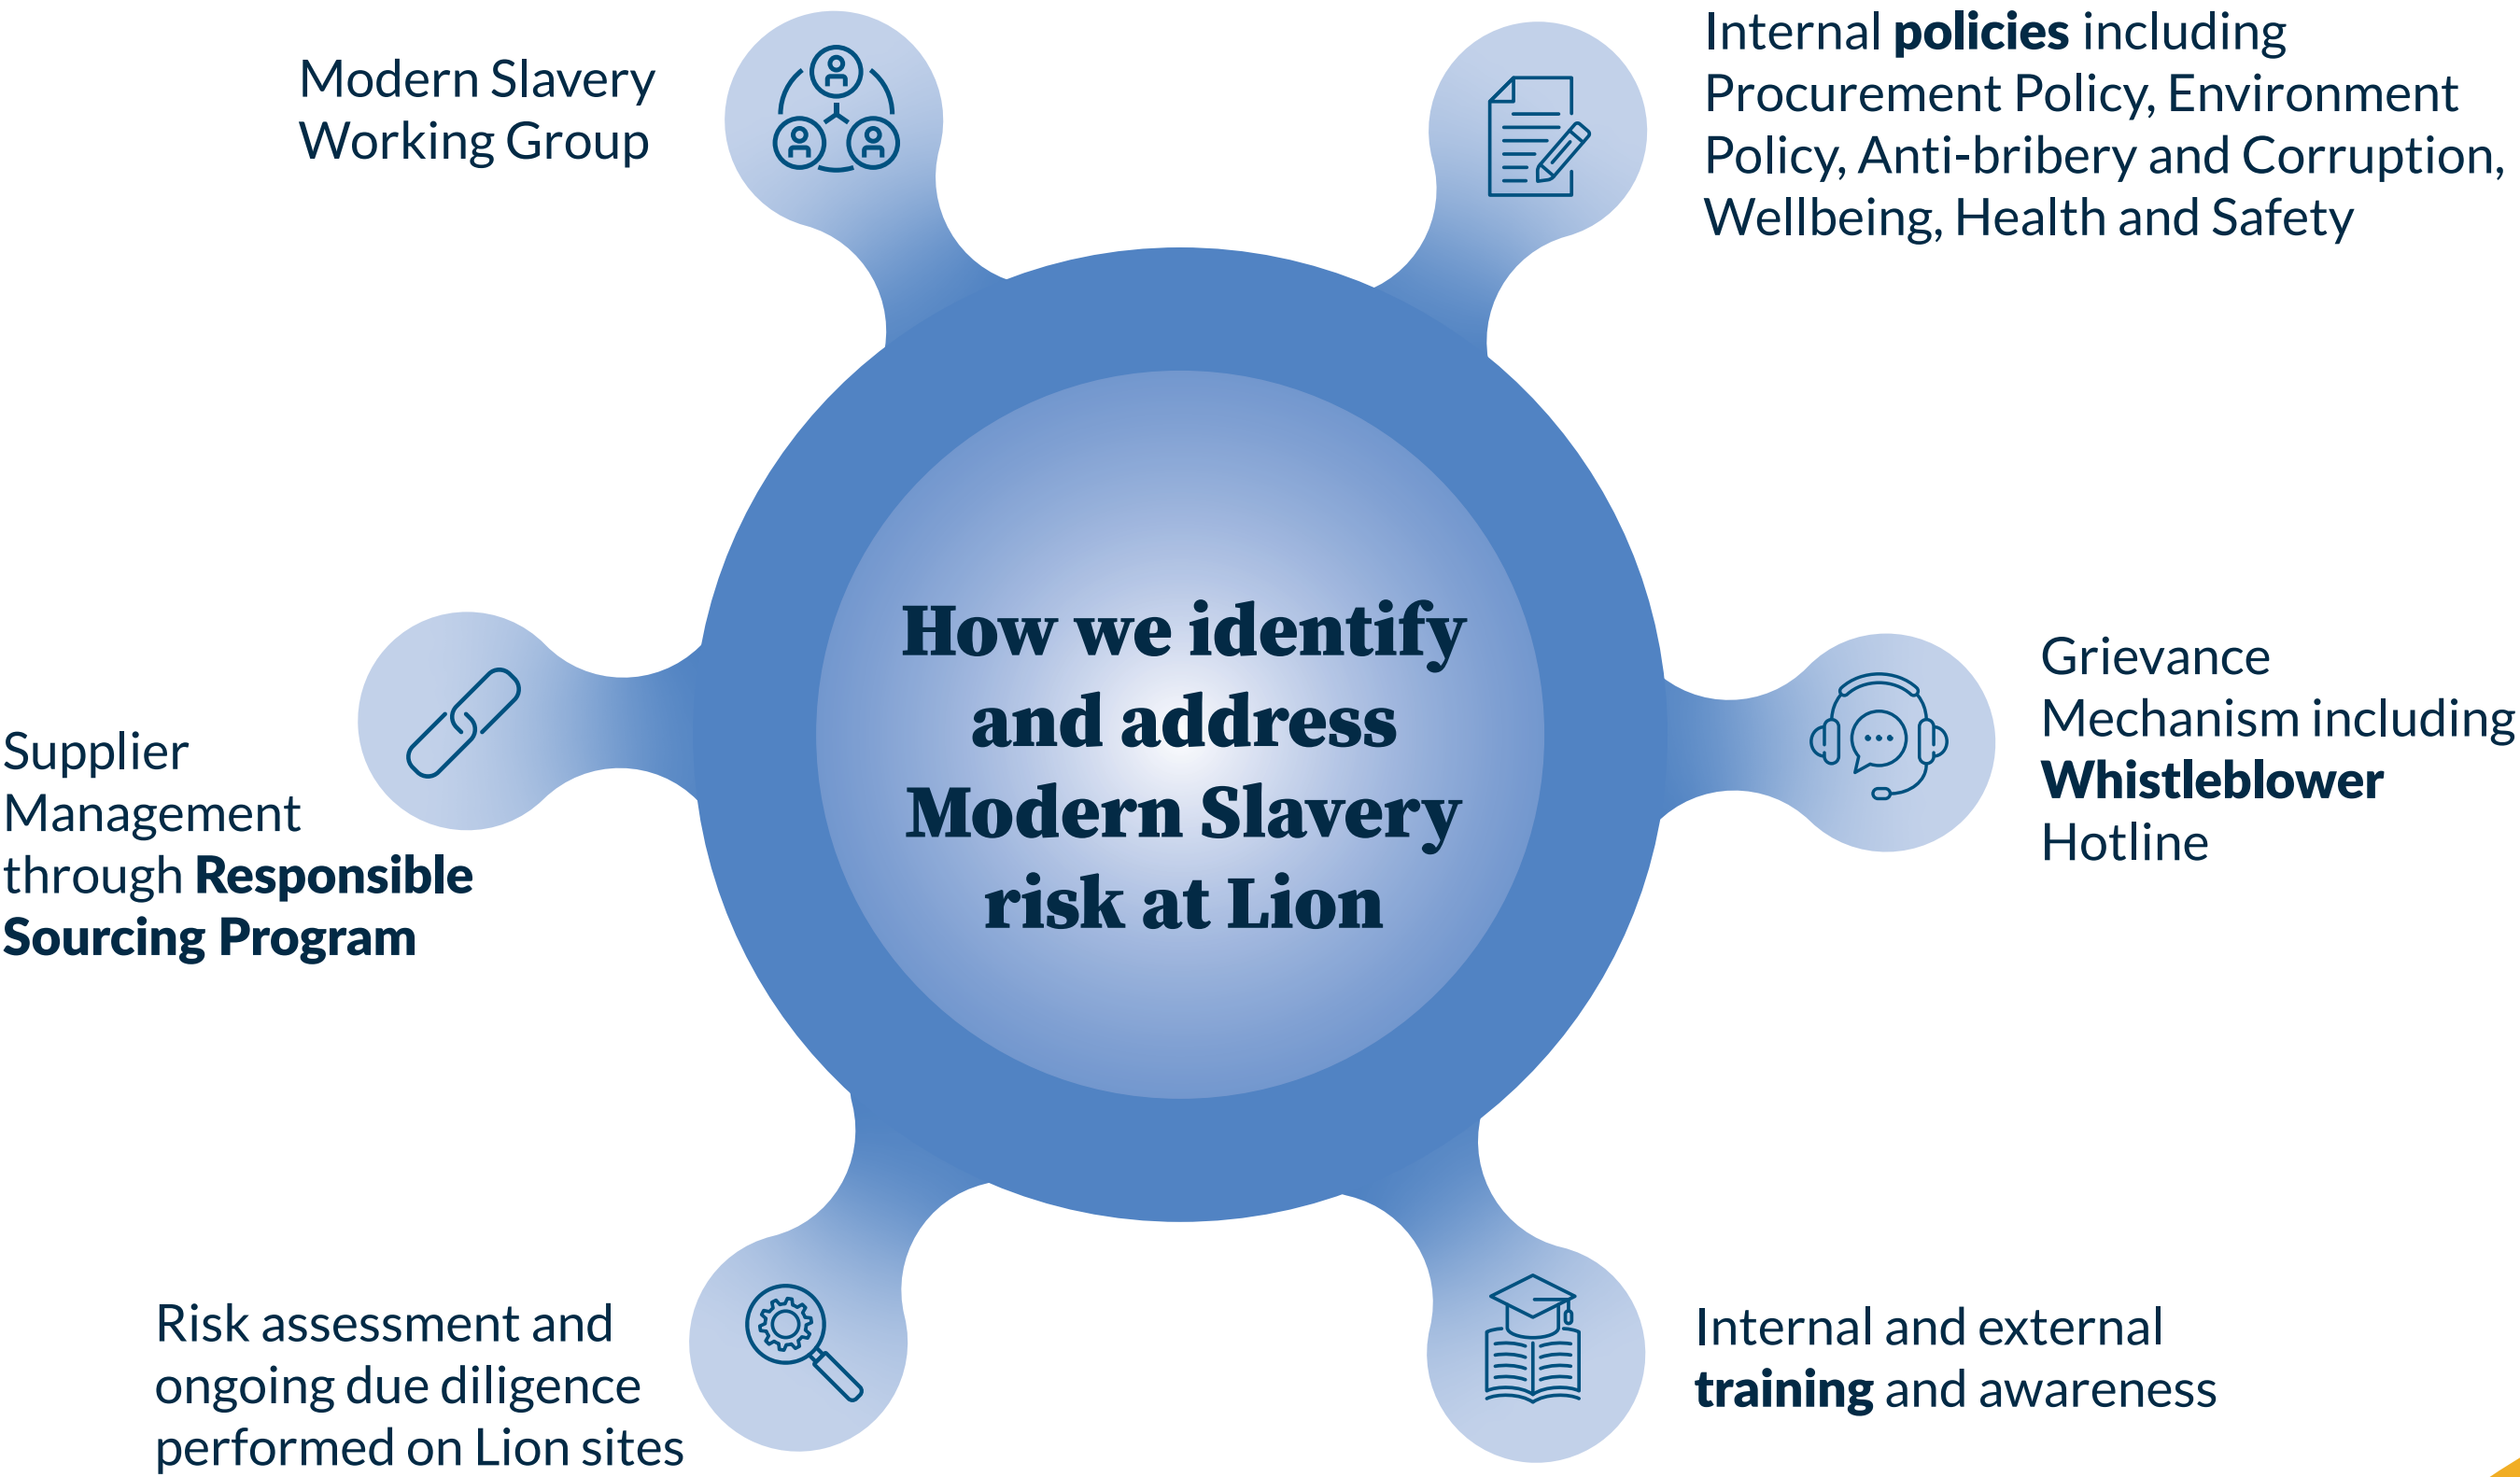 Modern Slavery
Working Group
Internal policies including
Procurement Policy, Environment
Policy, Anti-bribery and Corruption,
Wellbeing, Health and Safety
How we identify
and address
Modern Slavery
risk at Lion
Supplier
Management
through Responsible
Sourcing Program
Grievance
Mechanism including
Whistleblower
Hotline
Risk assessment and
ongoing due diligence
performed on Lion sites
Internal and external
training and awareness